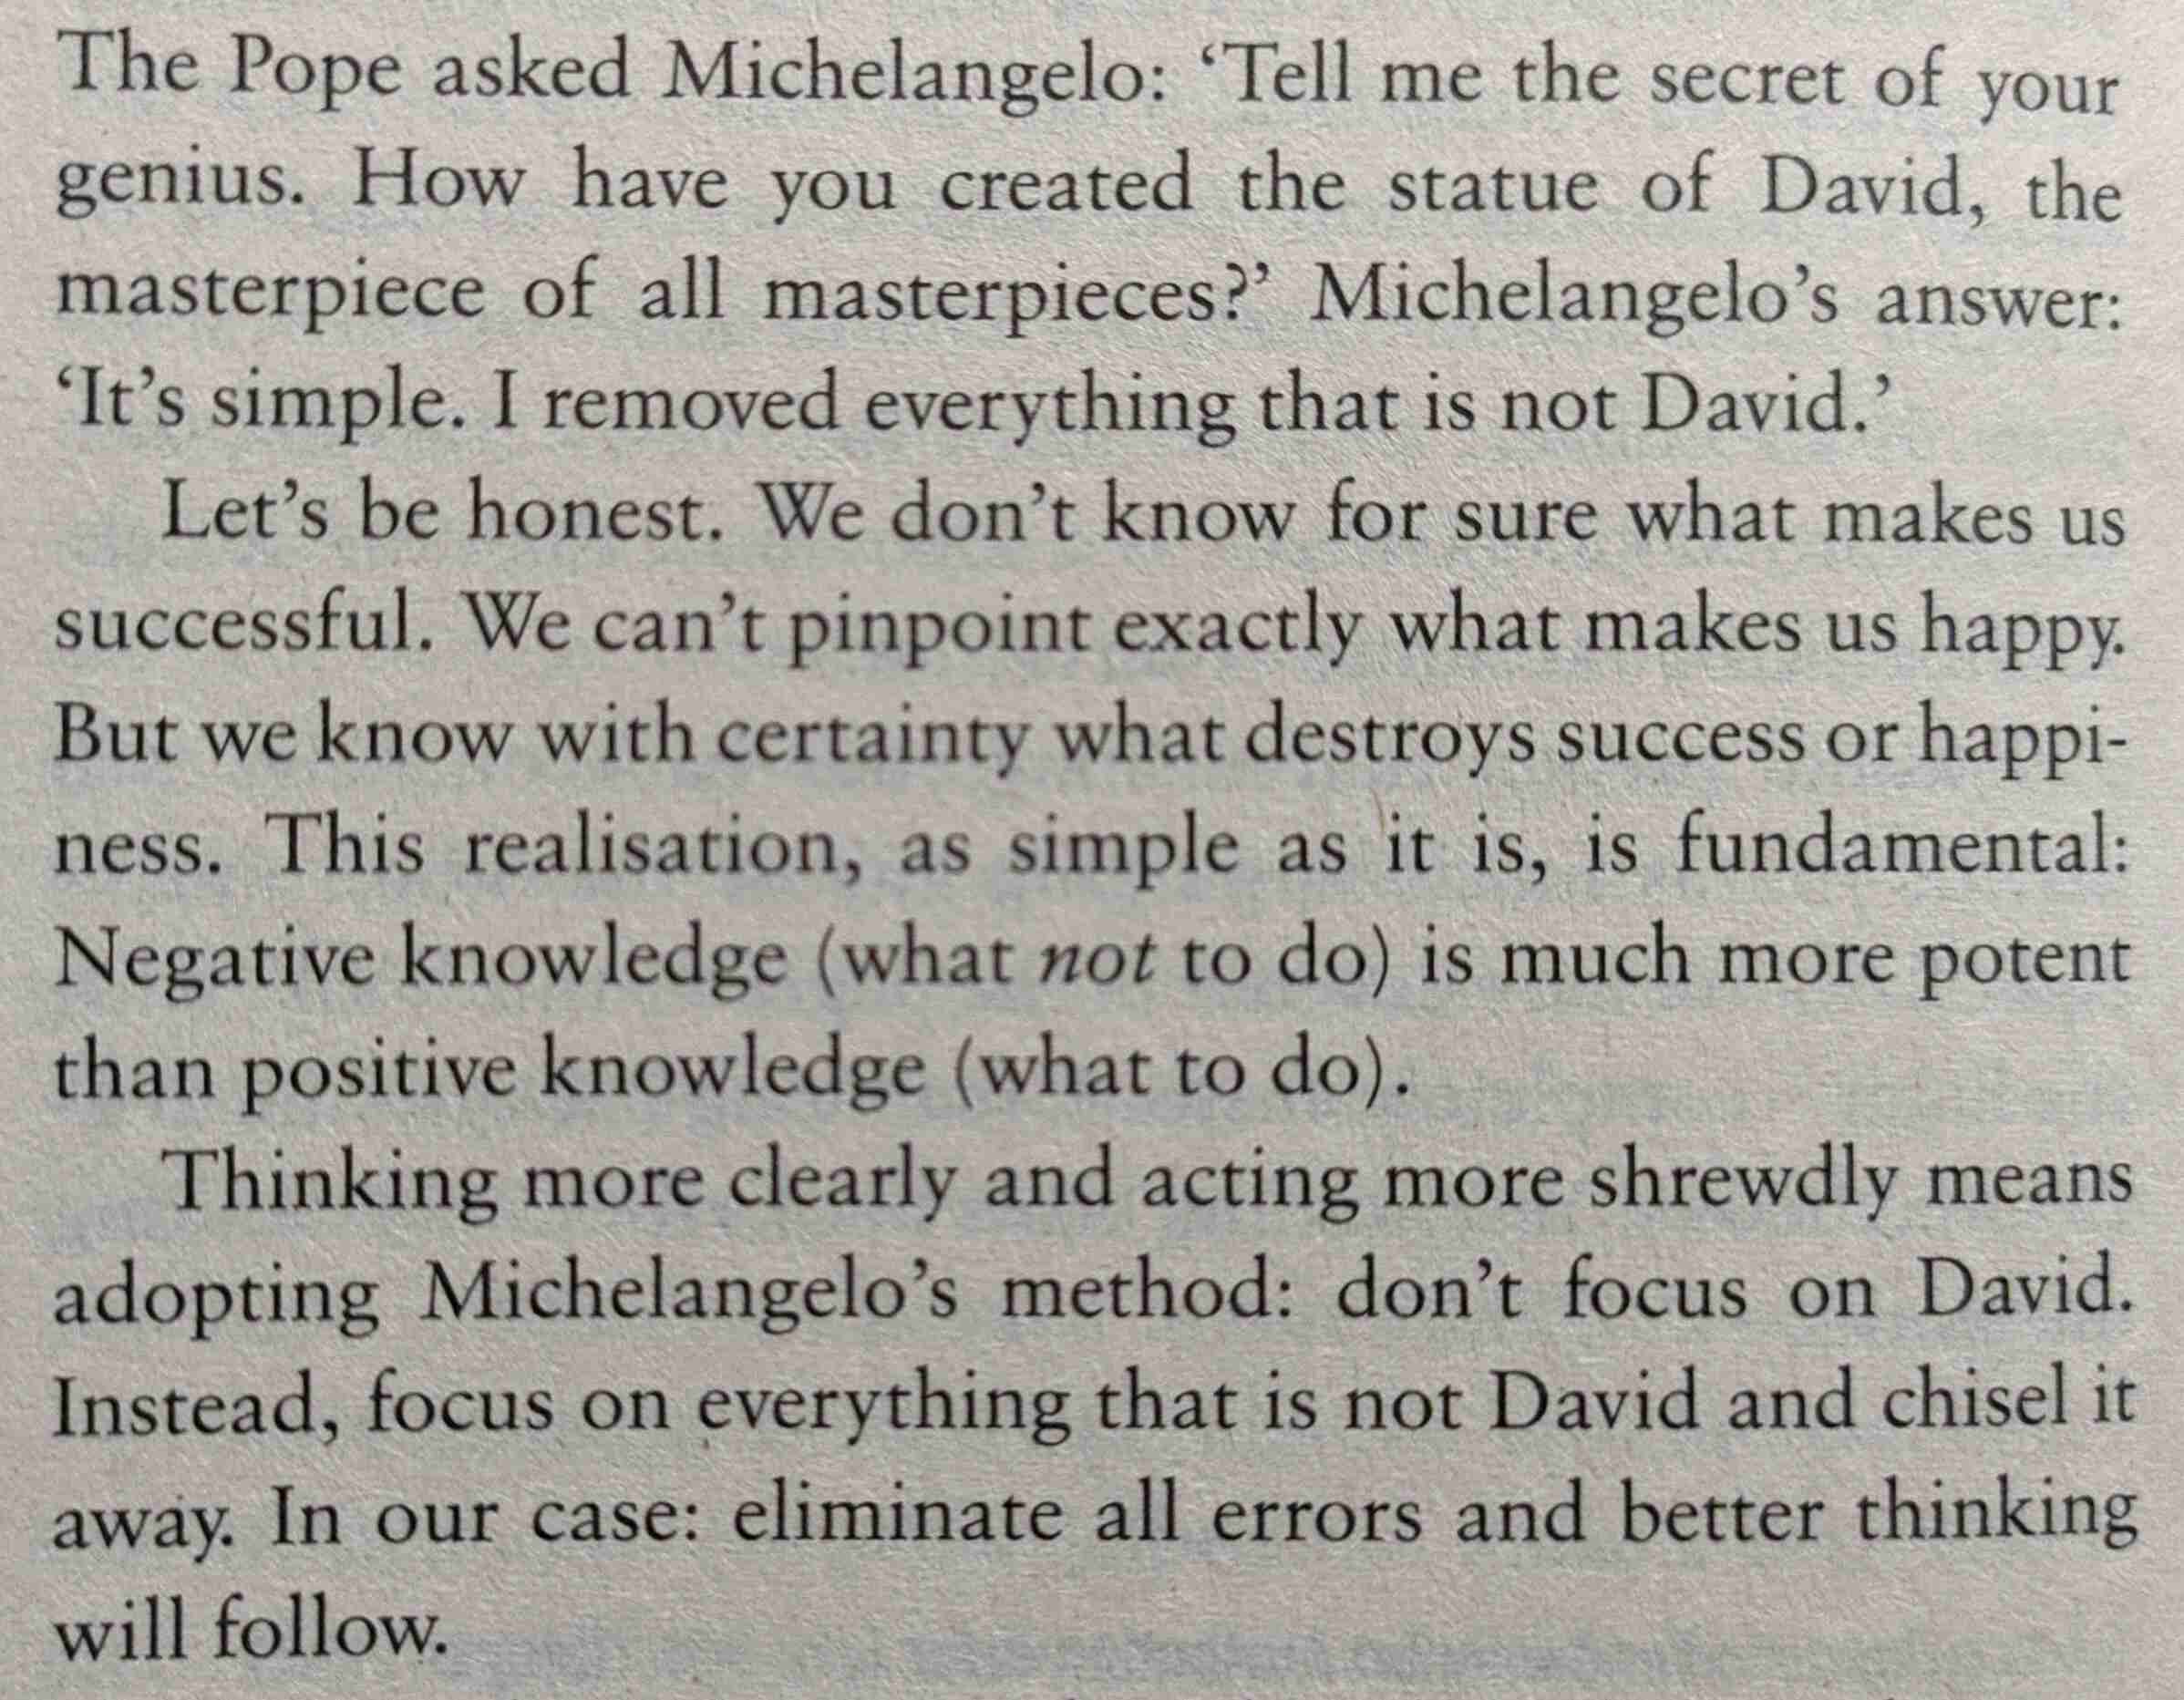 The Pope asked Michelangelo: ‘Tell me the secret of your
genius. How have you created the statue of David, the
masterpiece of all masterpieces?’ Michelangelo’s answer:
‘It’s simple. I removed everything that is not David.’
Let’s be honest. We don’t know for sure what makes us
successful. We can’t pinpoint exactly what makes us happy.
But we know with certainty what destroys success or happi-
ness. This realisation, as simple as it is, is fundamental:
Negative knowledge (what not to do) is much more potent
than positive knowledge (what to do).
Thinking more clearly and acting more shrewdly means
adopting Michelangelo’s method: don’t focus on David.
Instead, focus on everything that is not David and chisel it
away. In our case: eliminate all errors and better thinking
will follow.